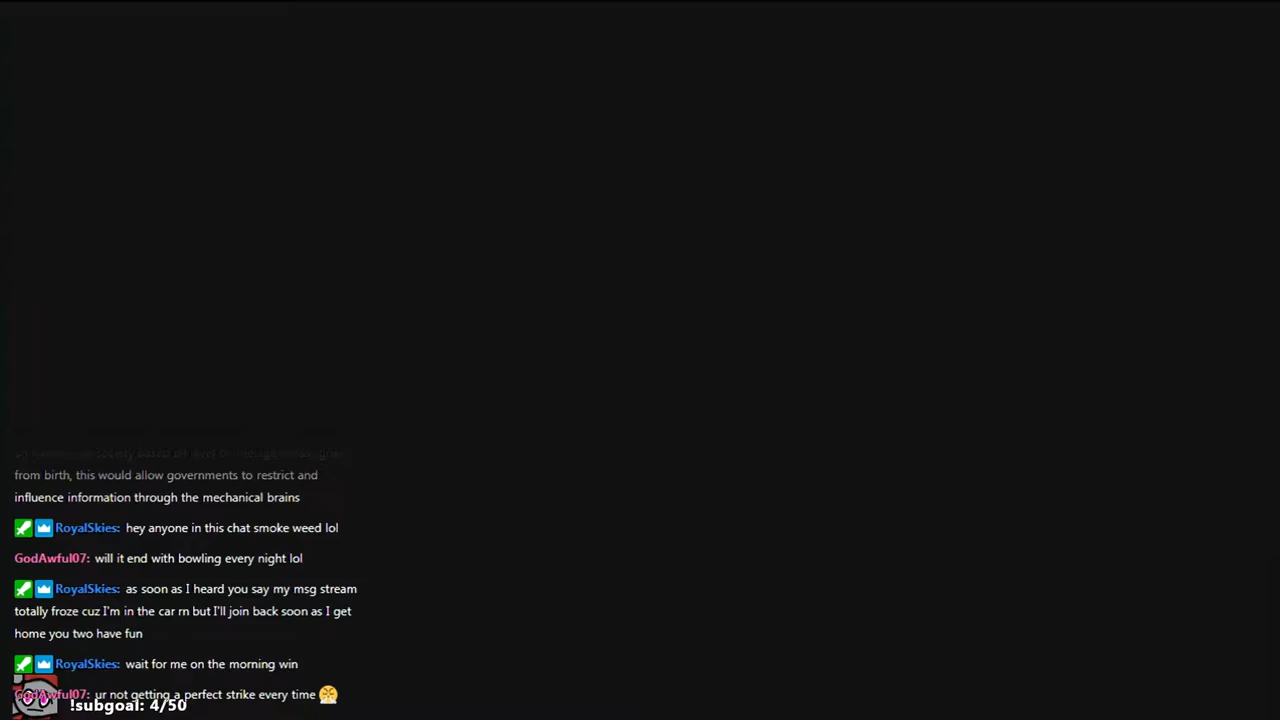 from birth, this would allow governments to restrict and
influence information through the mechanical brains
RoyalSkies: hey anyone in this chat smoke weed lol
GodAwful07: will it end with bowling every night lol
RoyalSkies: as soon as I heard you say my msg stream
totally froze cuz I'm in the car rn but I'll join back soon as I get
home you two have fun
RoyalSkies: wait for me on the morning win
GodAwful07: ur not getting a perfect strike every time 😤
!subgoal: 4/50